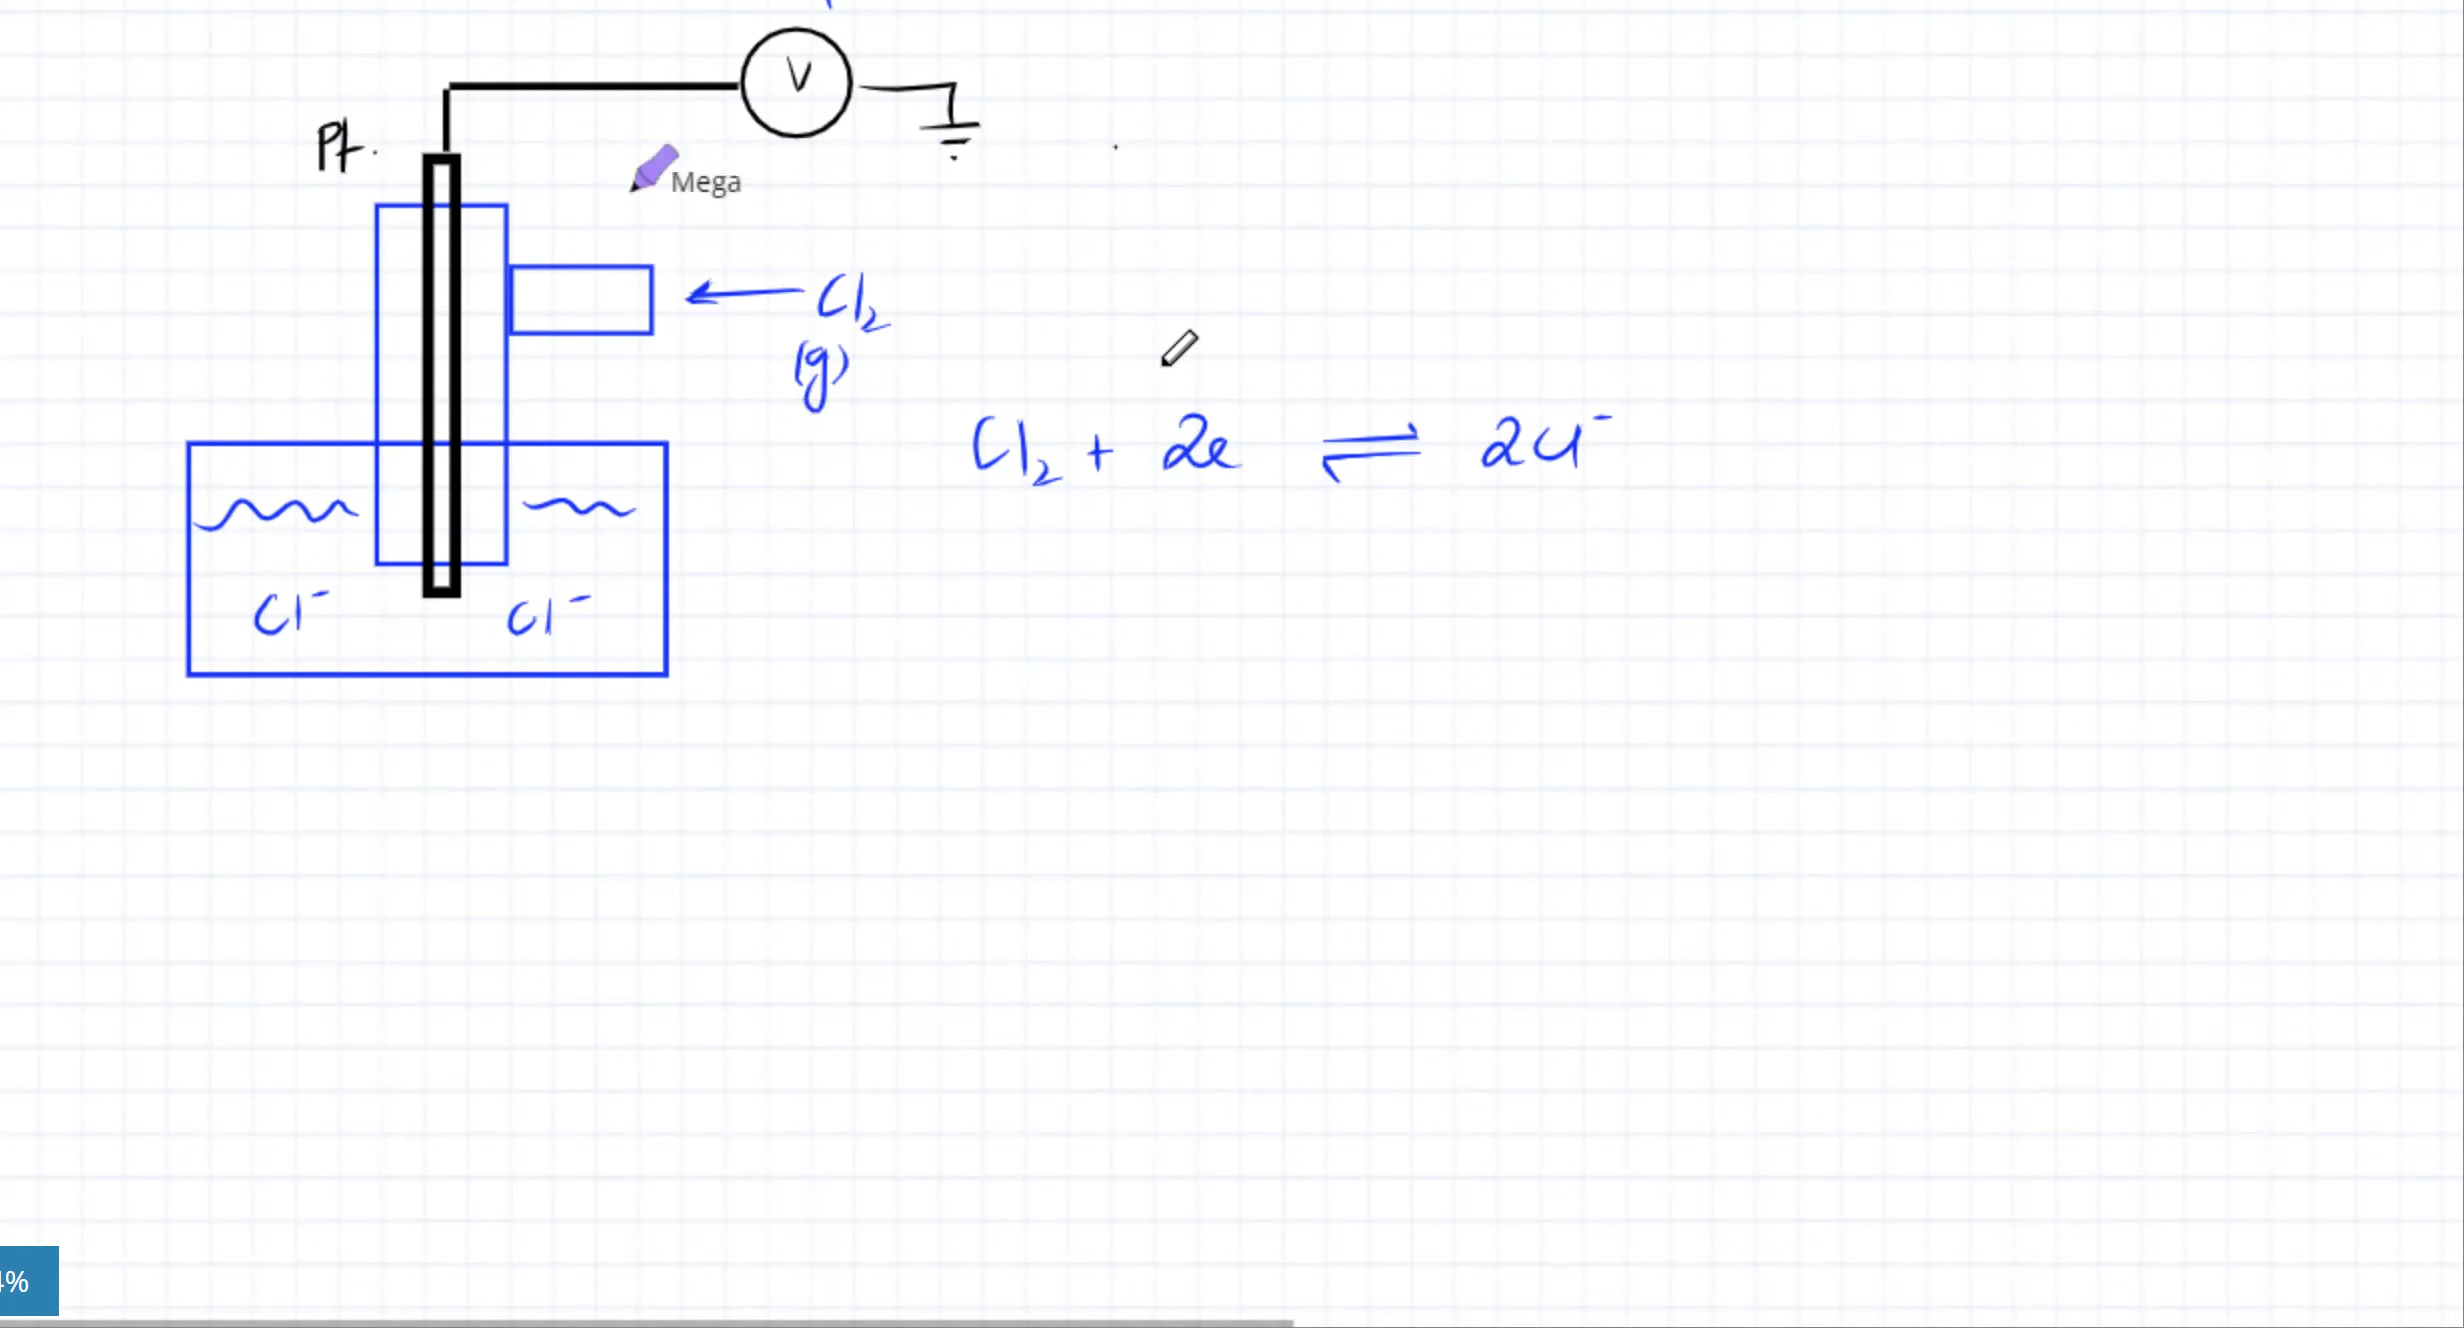 V
Pt.
Mega
Cl₂
(g)
Cl₂ + 2e ⇌ 2Cl⁻
Cl⁻ Cl⁻
4%